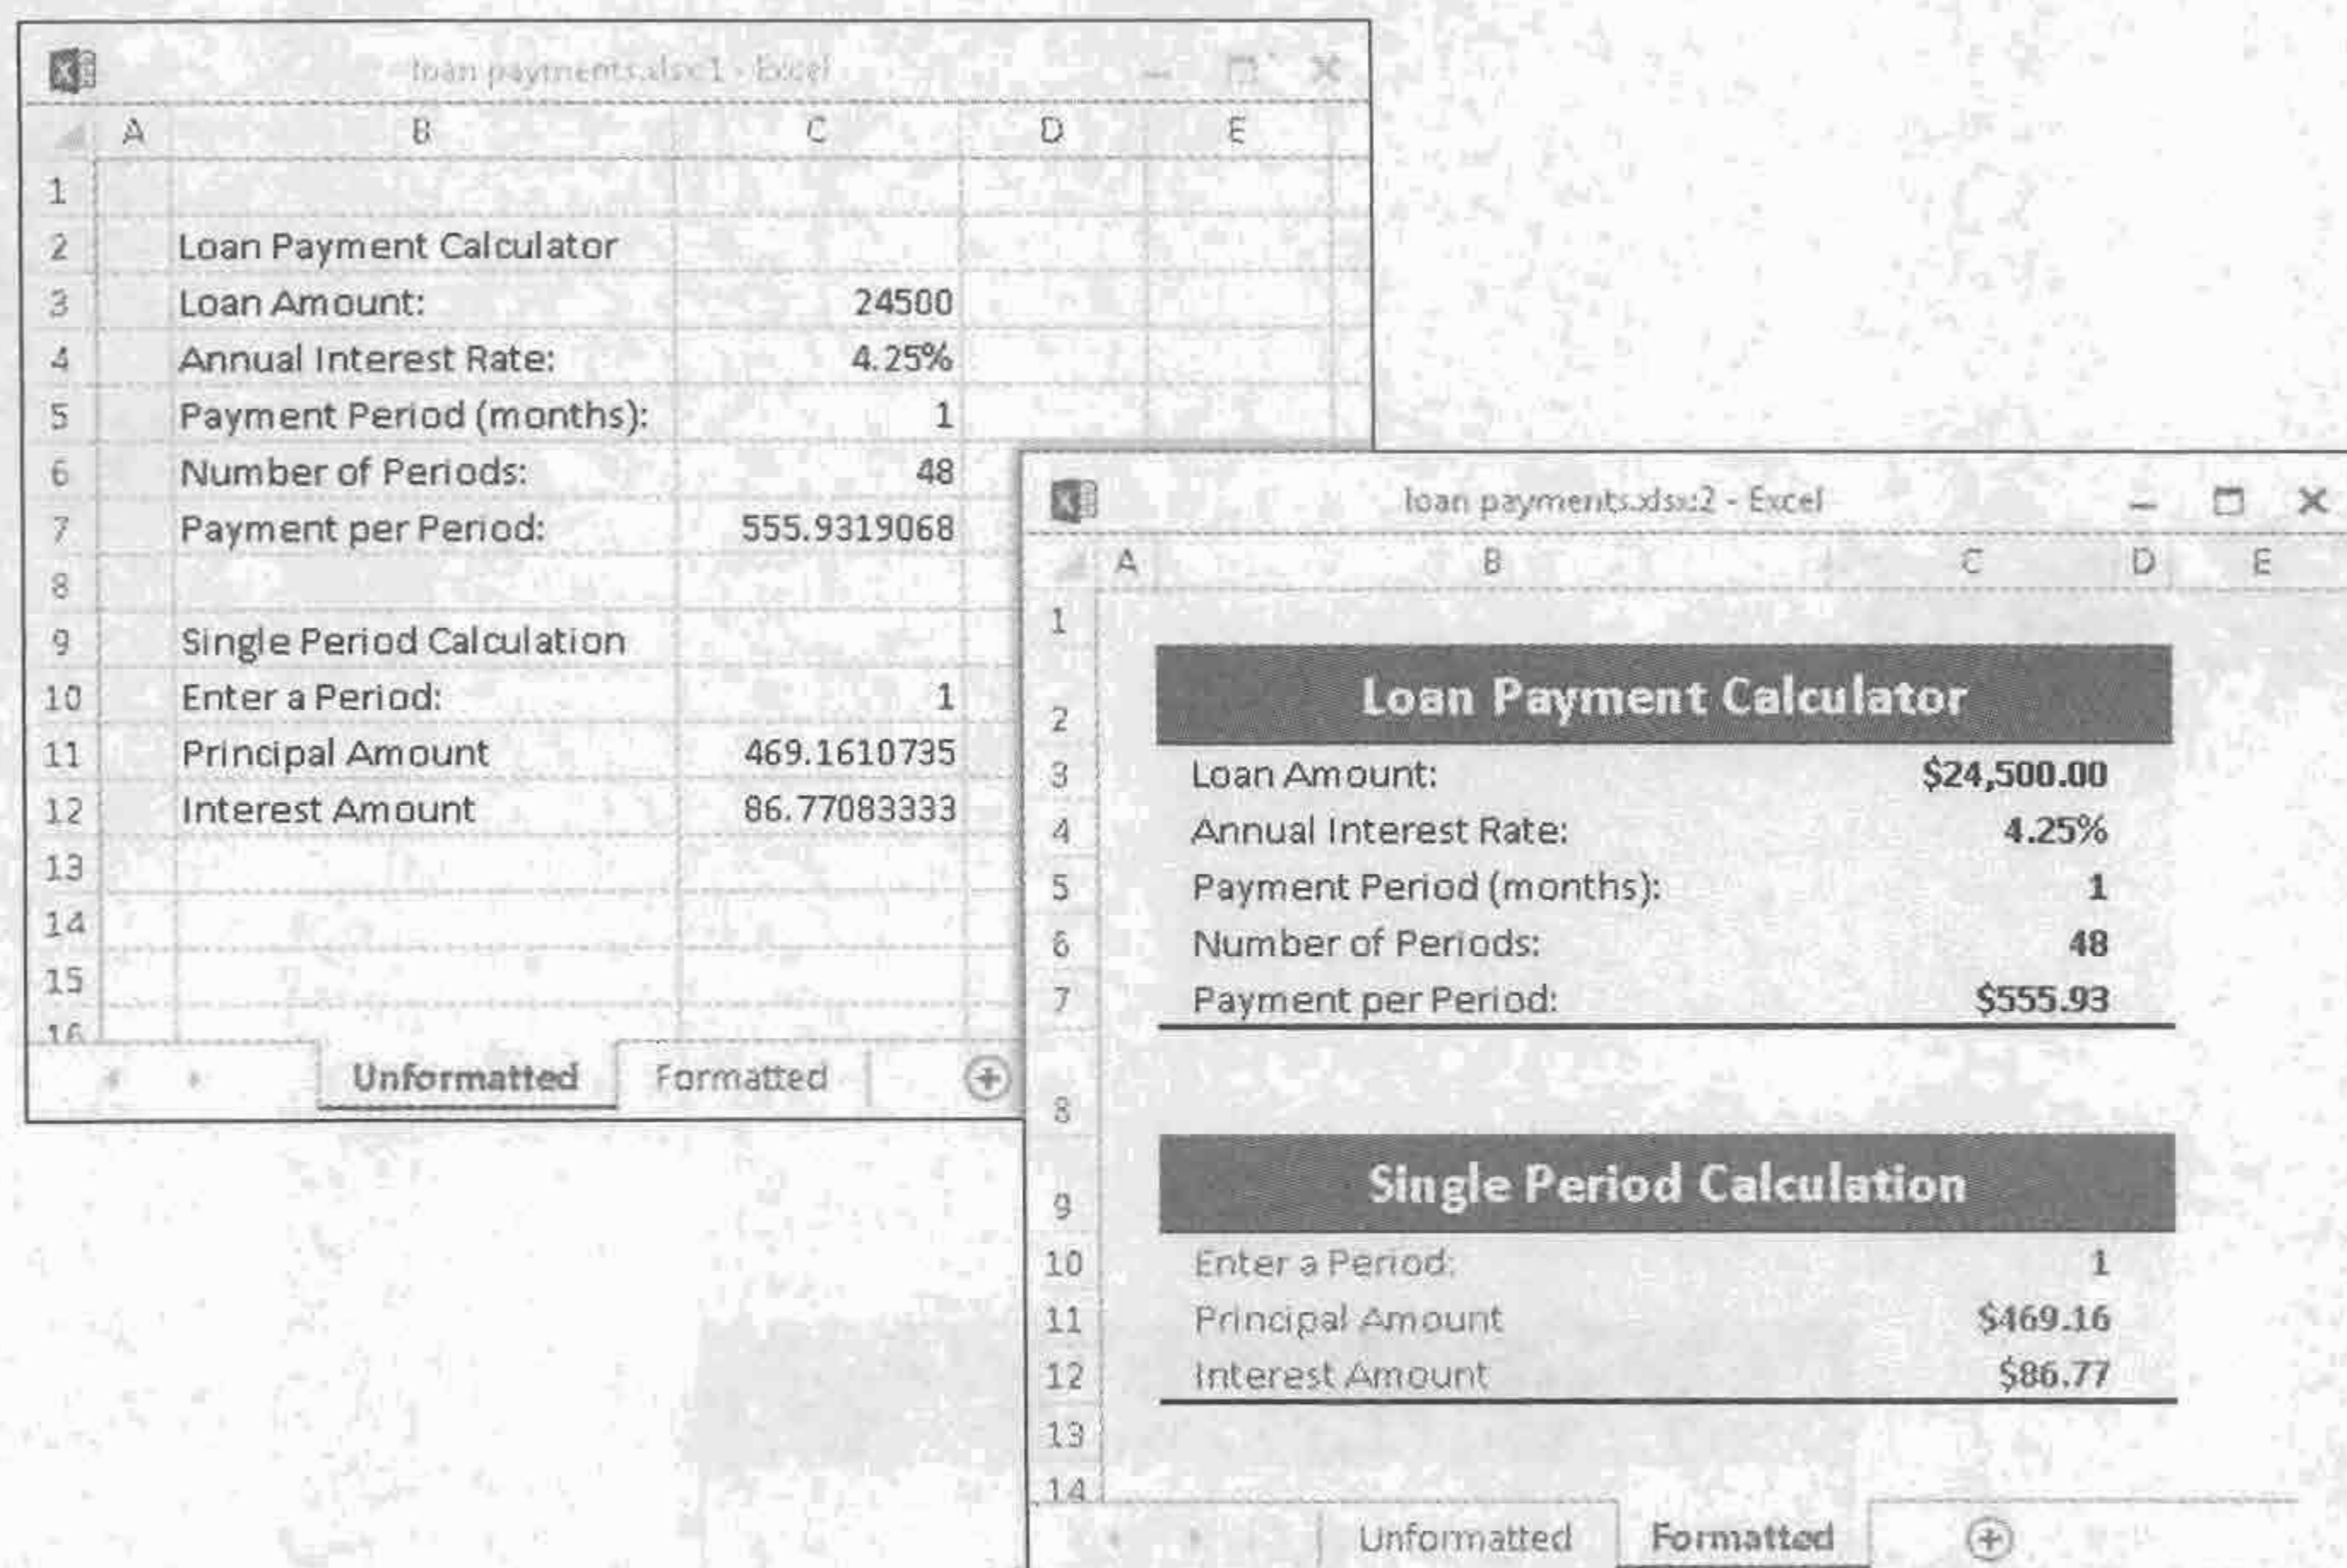 loan payments.xlsx:1 - Excel
A B C D E
1
2 Loan Payment Calculator
3 Loan Amount: 24500
4 Annual Interest Rate: 4.25%
5 Payment Period (months): 1
6 Number of Periods: 48
7 Payment per Period: 555.9319068
8
9 Single Period Calculation
10 Enter a Period: 1
11 Principal Amount 469.1610735
12 Interest Amount 86.77083333
13
14
15
16
Unformatted Formatted
loan payments.xlsx:2 - Excel
A B C D E
1
2 Loan Payment Calculator
3 Loan Amount: $24,500.00
4 Annual Interest Rate: 4.25%
5 Payment Period (months): 1
6 Number of Periods: 48
7 Payment per Period: $555.93
8
9 Single Period Calculation
10 Enter a Period: 1
11 Principal Amount $469.16
12 Interest Amount $86.77
13
14
Unformatted Formatted